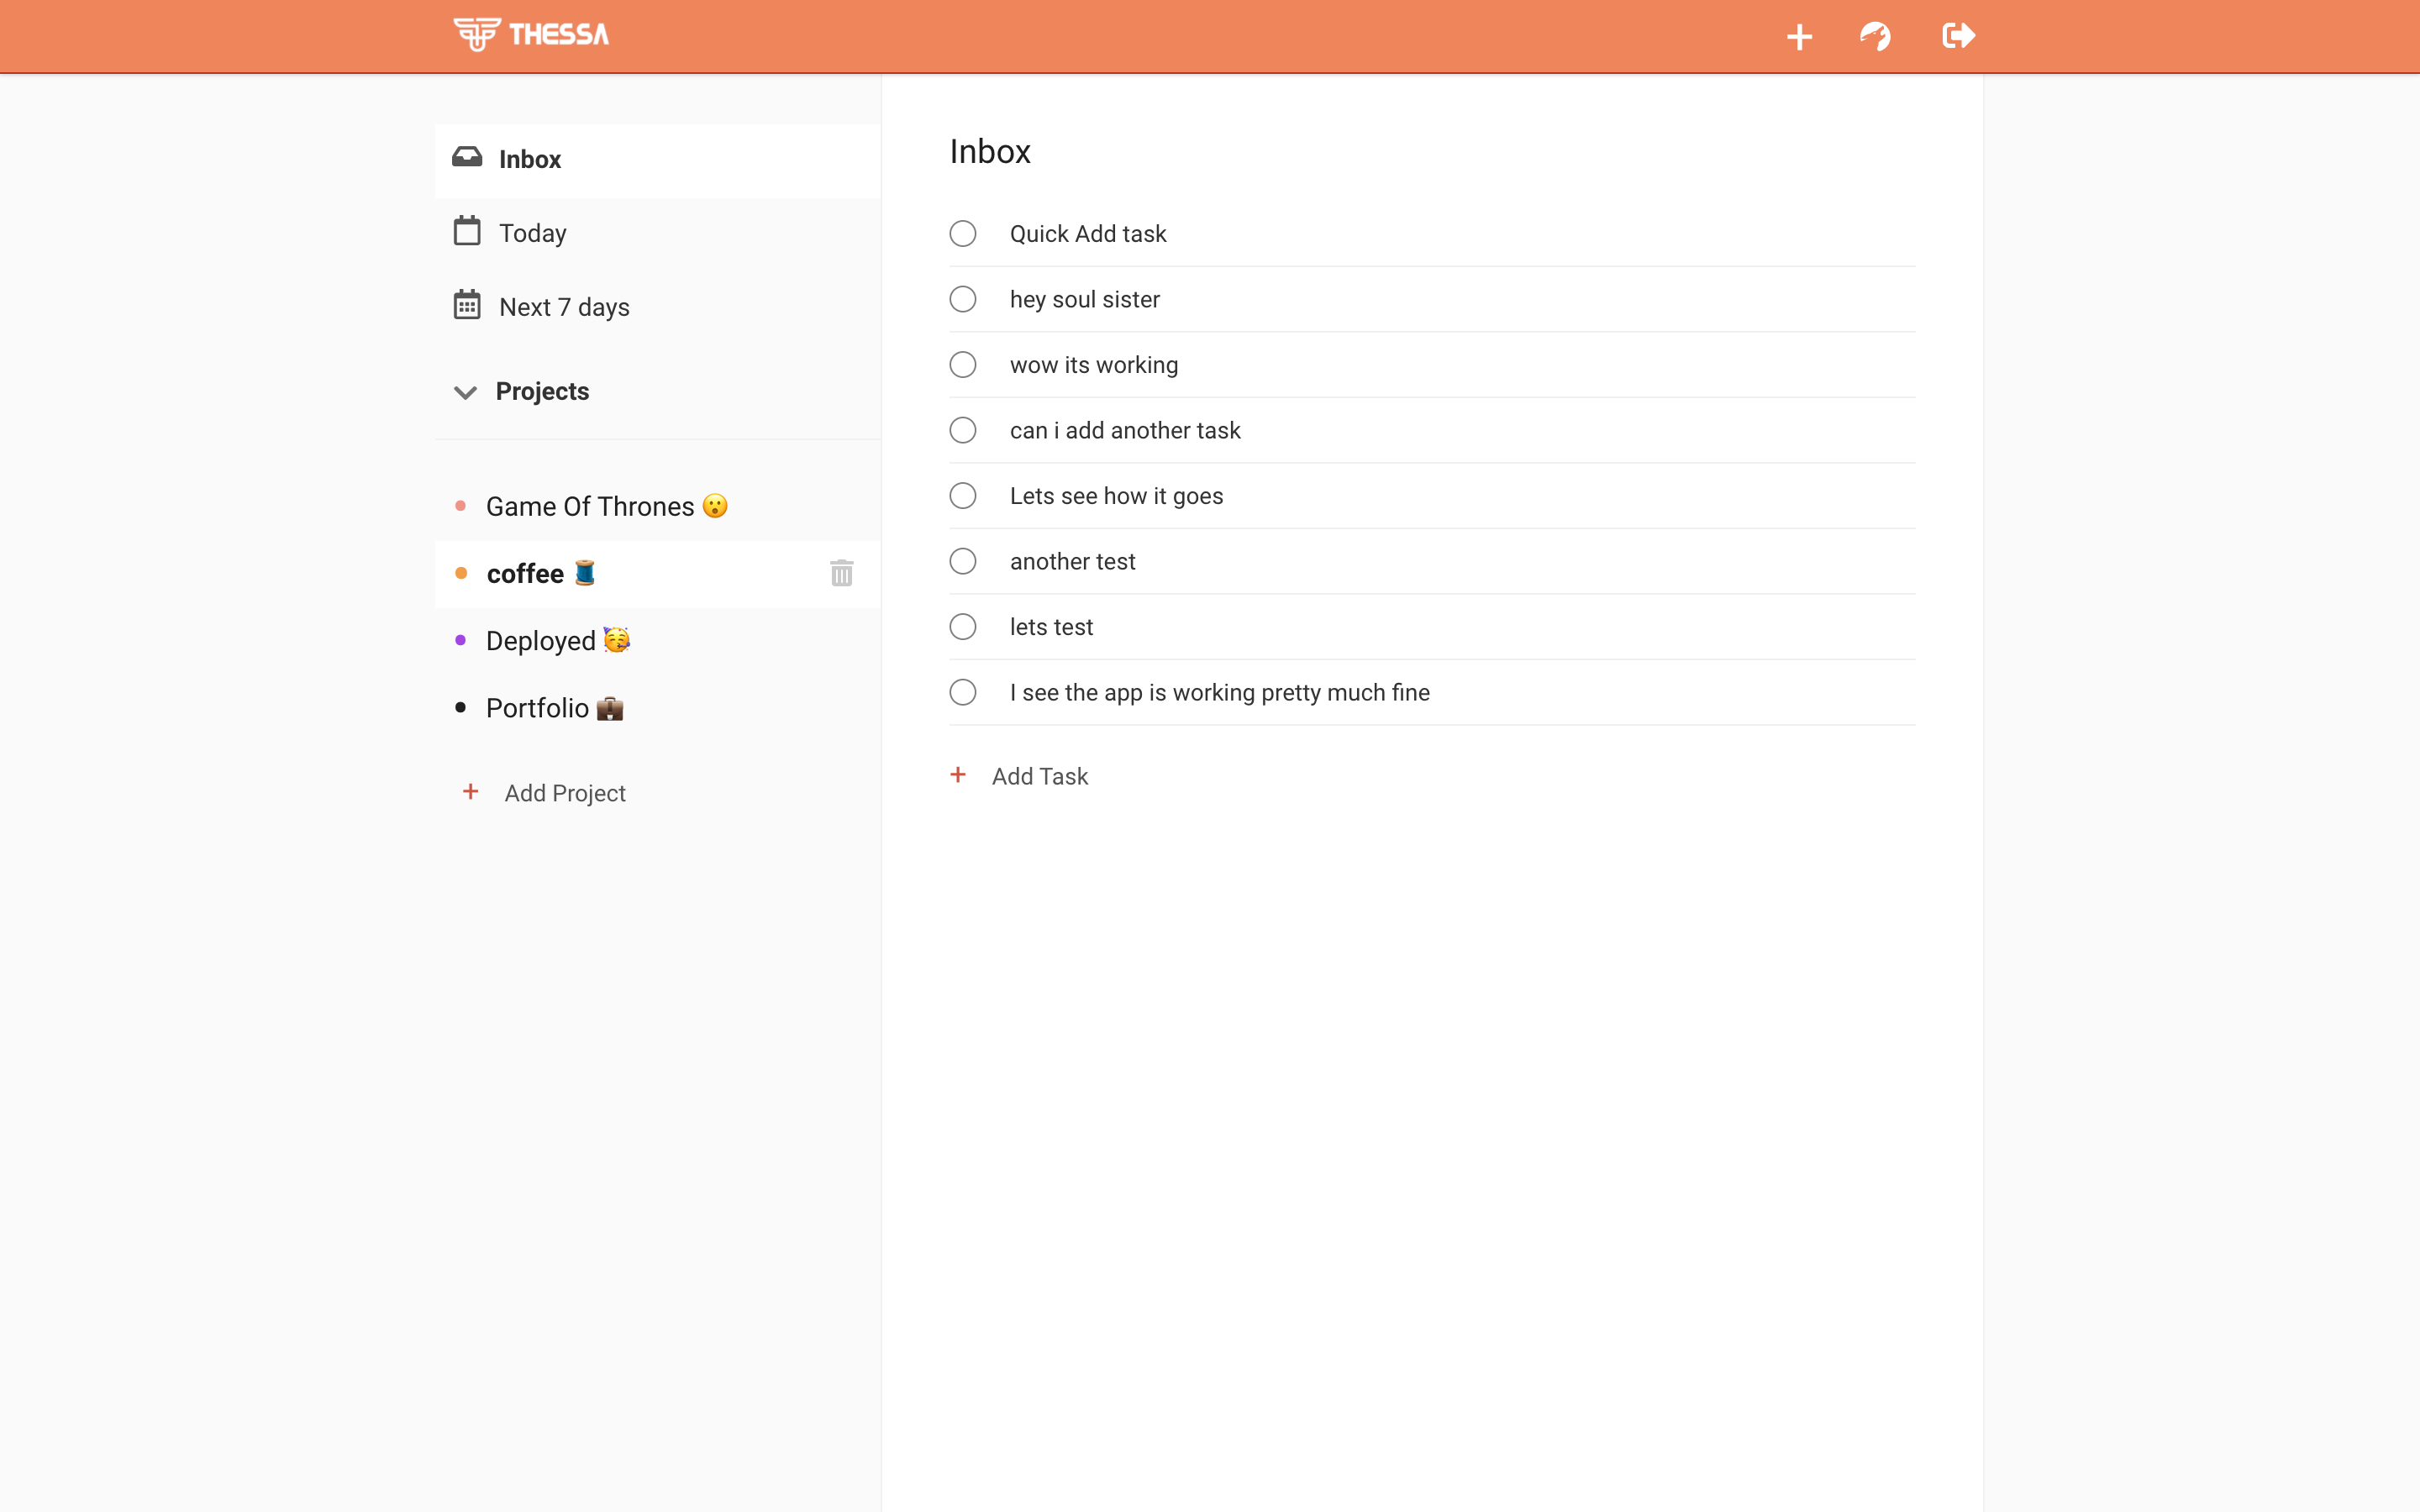 THESSA
Inbox
Today
Next 7 days
Projects
Game Of Thrones 😮
coffee 🧵
Deployed 🥳
Portfolio 💼
Add Project
Inbox
Quick Add task
hey soul sister
wow its working
can i add another task
Lets see how it goes
another test
lets test
I see the app is working pretty much fine
Add Task